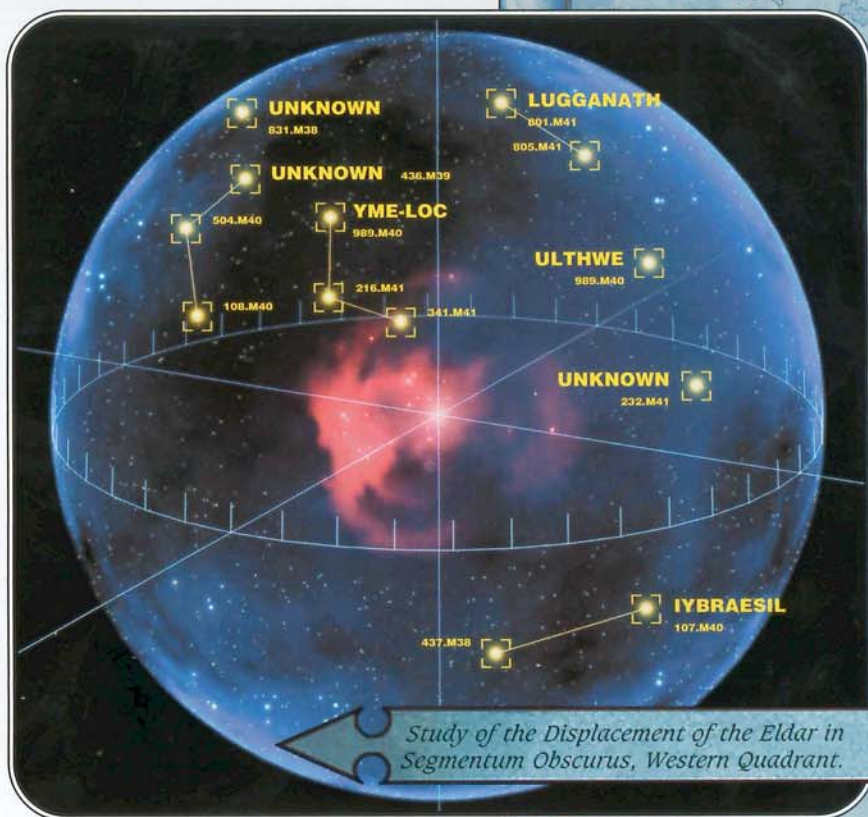 UNKNOWN
831.M38
LUGGANATH
801.M41
805.M41
UNKNOWN 436.M39
504.M40
YME-LOC
989.M40
ULTHWE
989.M40
216.M41
108.M40
341.M41
UNKNOWN
232.M41
IYBRAESIL
107.M40
437.M38
Study of the Displacement of the Eldar in
Segmentum Obscurus, Western Quadrant.